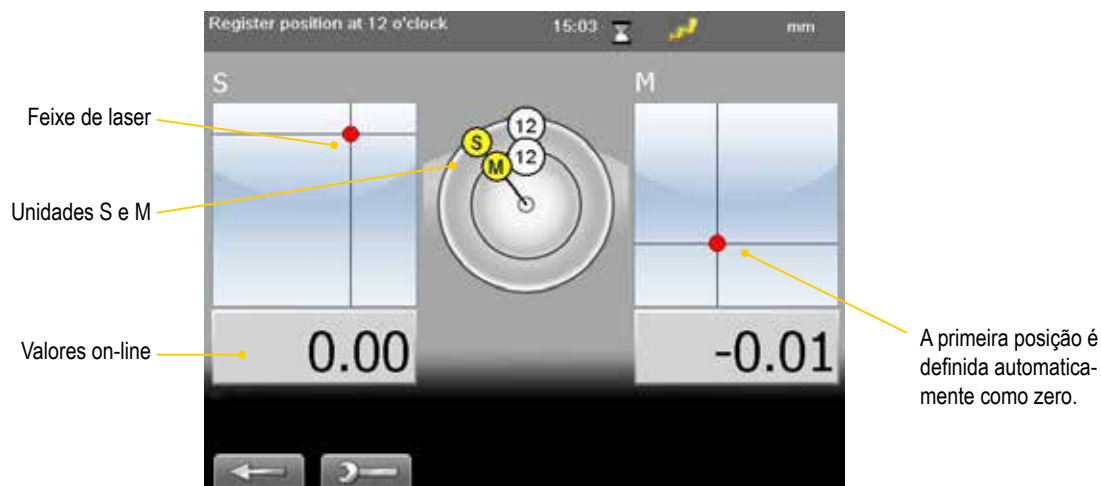 Register position at 12 o'clock 15:03 mm
S M
Feixe de laser
12
S
12
M
Unidades S e M
Valores on-line
0.00 -0.01
A primeira posição é
definida automatica-
mente como zero.